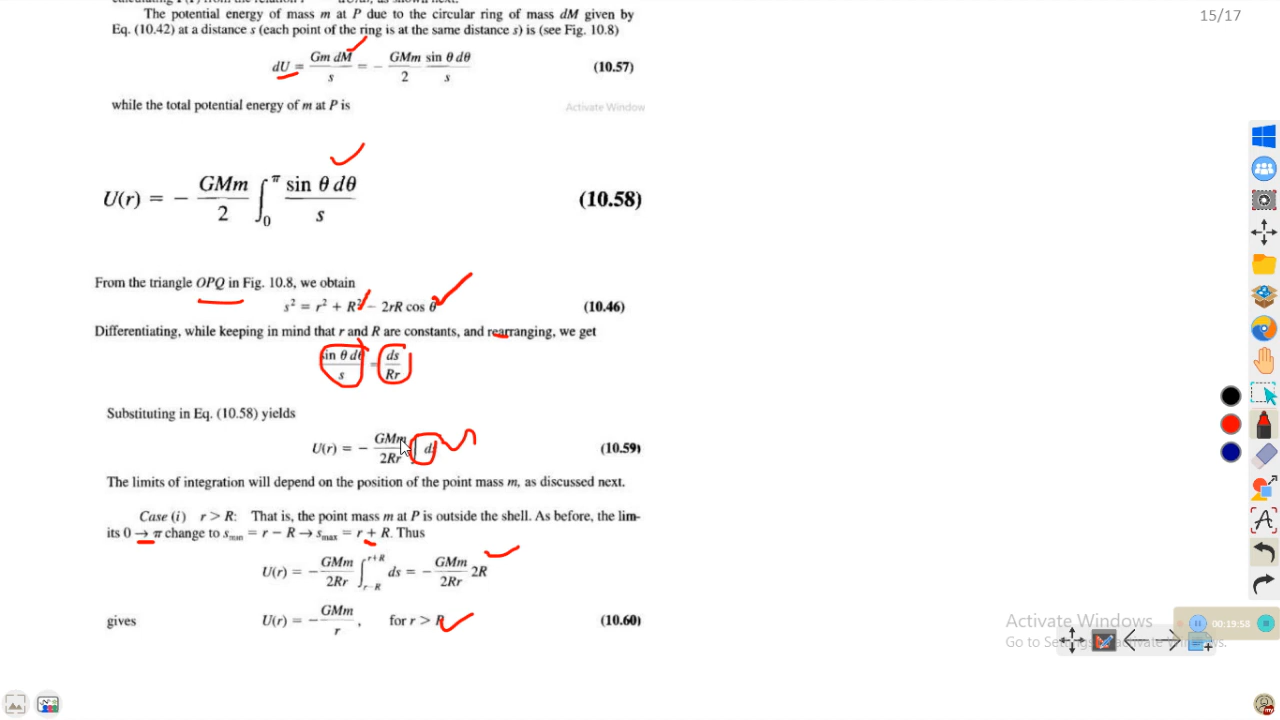 The potential energy of mass m at P due to the circular ring of mass dM given by
15/17
Eq. (10.42) at a distance s (each point of the ring is at the same distance s) is (see Fig. 10.8)
dU = Gm dM / s = − GMm / 2 sin θ dθ / s (10.57)
while the total potential energy of m at P is
Activate Window
U(r) = − GMm / 2 ∫₀^π sin θ dθ / s (10.58)
From the triangle OPQ in Fig. 10.8, we obtain
s² = r² + R² − 2rR cos θ (10.46)
Differentiating, while keeping in mind that r and R are constants, and rearranging, we get
sin θ dθ / s = ds / Rr
Substituting in Eq. (10.58) yields
U(r) = − GMm / 2Rr ∫ ds (10.59)
The limits of integration will depend on the position of the point mass m, as discussed next.
Case (i) r > R: That is, the point mass m at P is outside the shell. As before, the lim-
its 0 → π change to s_min = r − R → s_max = r + R. Thus
U(r) = − GMm / 2Rr ∫_{r−R}^{r+R} ds = − GMm / 2Rr 2R
gives U(r) = − GMm / r , for r > R (10.60)
Activate Windows
00:19:58